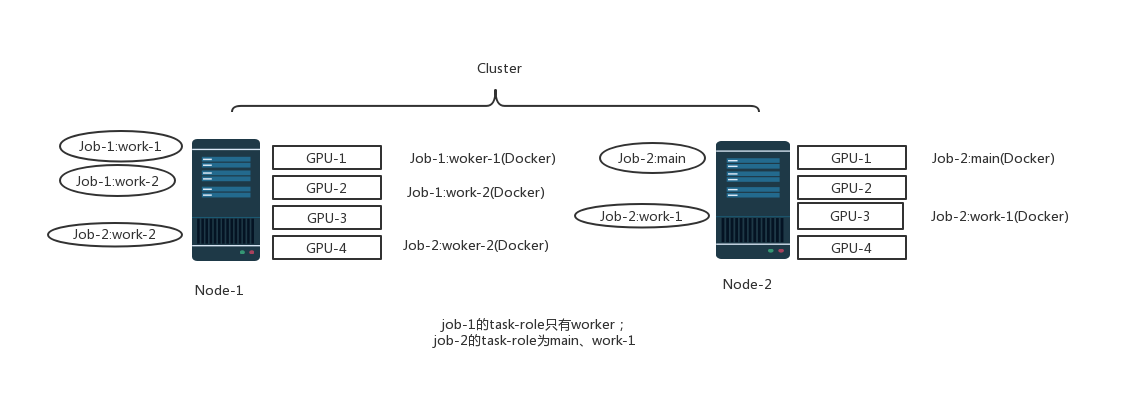 Cluster
Job-1:work-1
Job-1:work-2
Job-2:work-2
GPU-1
GPU-2
GPU-3
GPU-4
Job-1:woker-1(Docker)
Job-1:work-2(Docker)
Job-2:woker-2(Docker)
Node-1
Job-2:main
Job-2:work-1
GPU-1
GPU-2
GPU-3
GPU-4
Job-2:main(Docker)
Job-2:work-1(Docker)
Node-2
job-1的task-role只有worker；
job-2的task-role为main、work-1